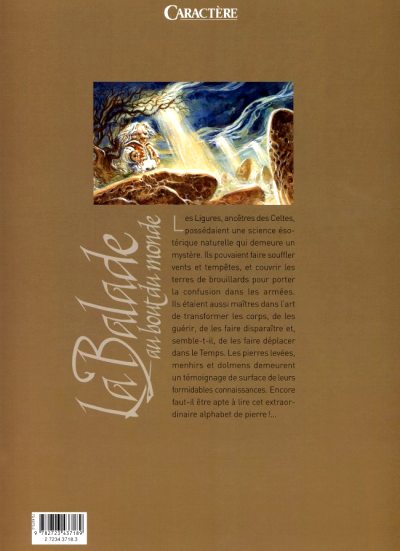 CARACTÈRE
La Balade
au bout du monde
Les Ligures, ancêtres des Celtes,
possédaient une science éso-
térique naturelle qui demeure un
mystère. Ils pouvaient faire souffler
vents et tempêtes, et couvrir les
terres de brouillards pour porter
la confusion dans les armées.
Ils étaient aussi maîtres dans l'art
de transformer les corps, de les
guérir, de les faire disparaître et,
semble-t-il, de les faire déplacer
dans le Temps. Les pierres levées,
menhirs et dolmens demeurent
un témoignage de surface de leurs
formidables connaissances. Encore
faut-il être apte à lire cet extraor-
dinaire alphabet de pierre !...
9 782723 437189
2 7234 3718 3